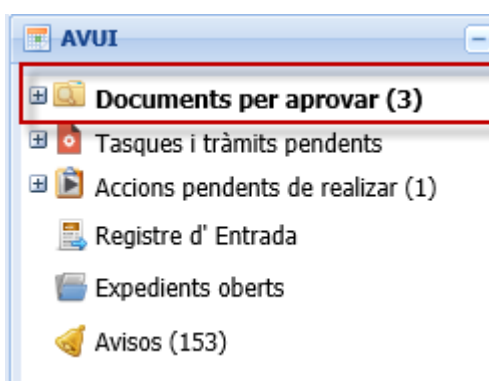 AVUI
Documents per aprovar (3)
Tasques i tràmits pendents
Accions pendents de realizar (1)
Registre d' Entrada
Expedients oberts
Avisos (153)